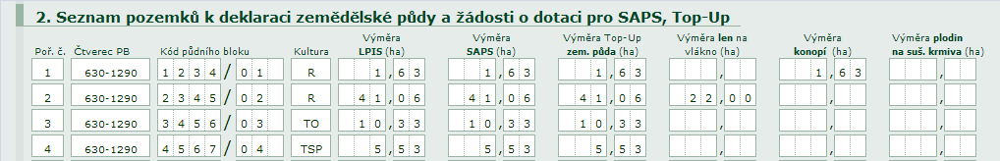 2. Seznam pozemků k deklaraci zemědělské půdy a žádosti o dotaci pro SAPS, Top-Up
Poř. č. Čtverec PB Kód půdního bloku Kultura Výměra LPIS (ha) Výměra SAPS (ha) Výměra Top-Up zem. půda (ha) Výměra len na vlákno (ha) Výměra konopí (ha) Výměra plodin na suš. krmiva (ha)
1 630-1290 1234/01 R 1,63 1,63 1,63 , 1,63 ,
2 630-1290 2345/02 R 41,06 41,06 41,06 22,00 , ,
3 630-1290 3456/03 TO 10,33 10,33 10,33 , , ,
4 630-1290 4567/04 TSP 5,53 5,53 5,53 , , ,